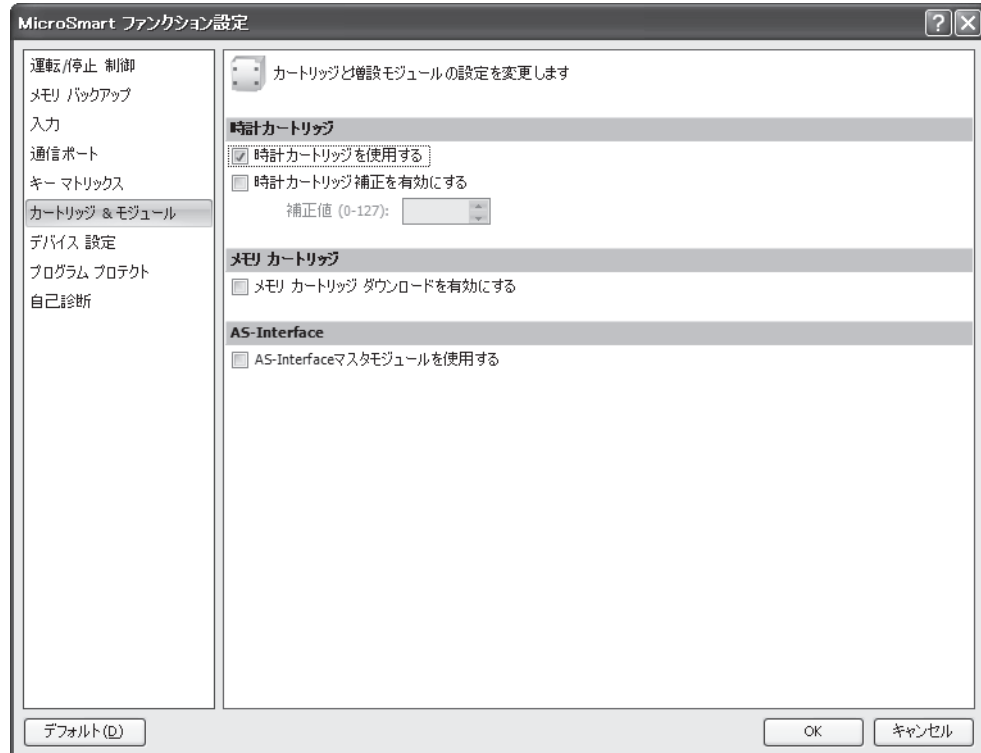 MicroSmart ファンクション設定
運転/停止 制御
メモリ バックアップ
入力
通信ポート
キー マトリックス
カートリッジ & モジュール
デバイス 設定
プログラム プロテクト
自己診断
カートリッジと増設モジュールの設定を変更します
時計カートリッジ
時計カートリッジを使用する
時計カートリッジ補正を有効にする
補正値 (0-127):
メモリ カートリッジ
メモリ カートリッジ ダウンロードを有効にする
AS-Interface
AS-Interfaceマスタモジュールを使用する
デフォルト(D)
OK
キャンセル